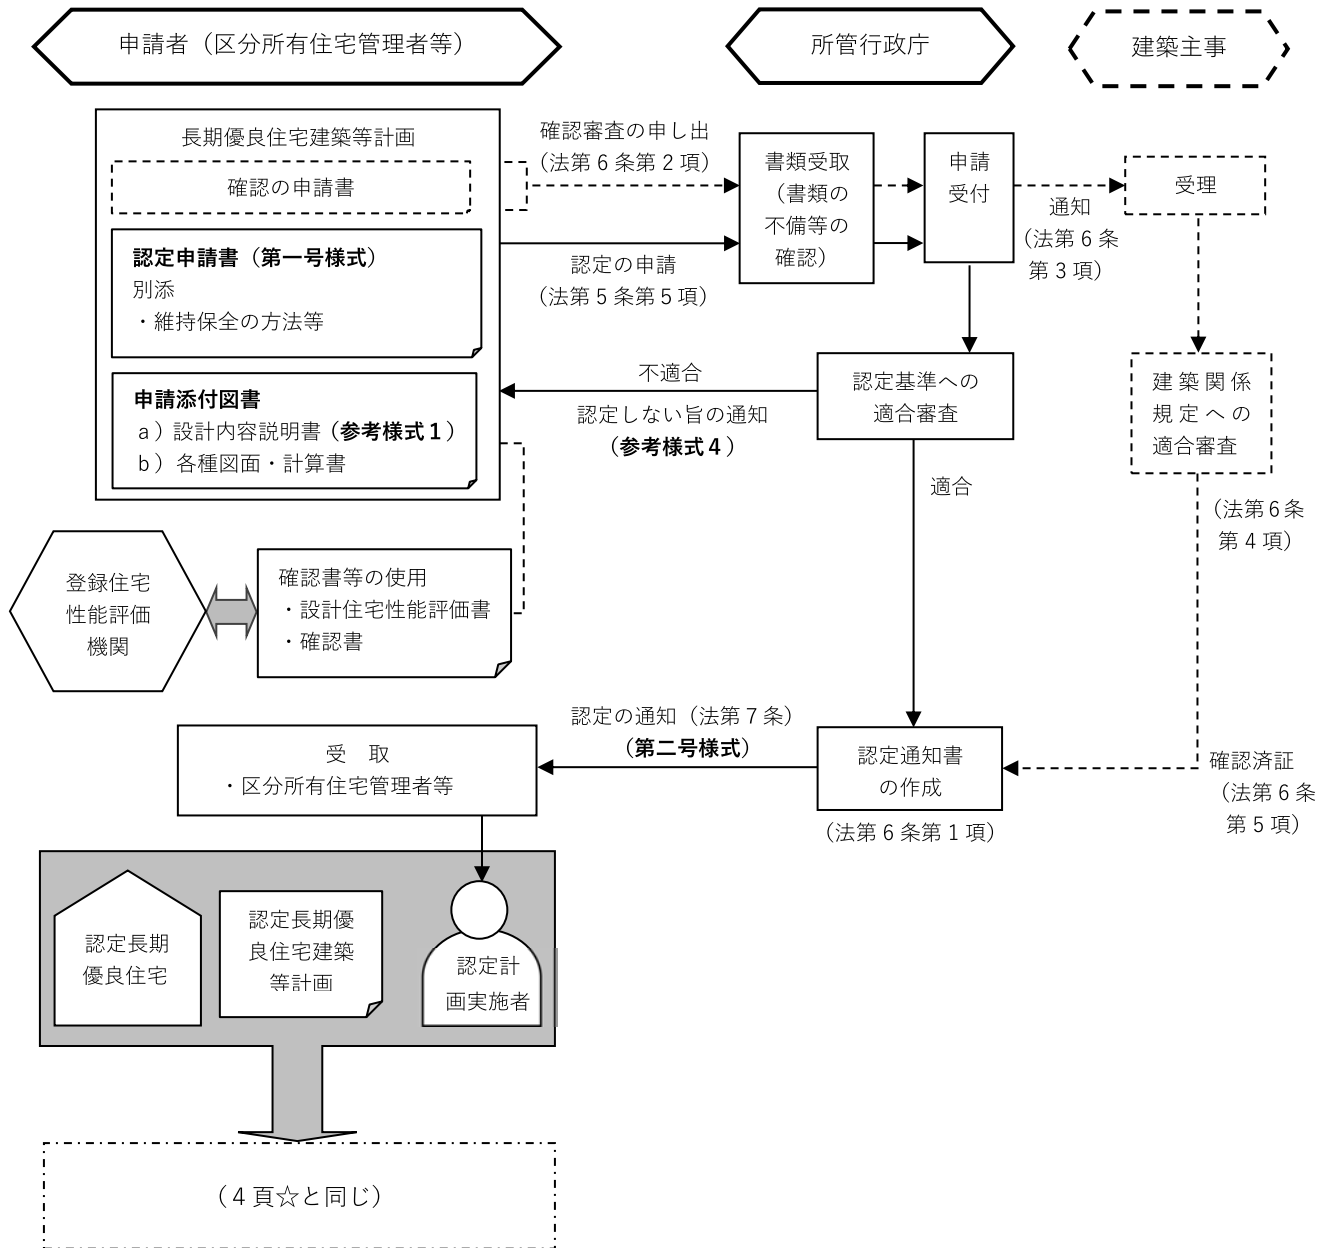 申請者（区分所有住宅管理者等）
所管行政庁
建築主事
長期優良住宅建築等計画
確認の申請書
認定申請書（第一号様式）
別添
・維持保全の方法等
申請添付図書
a）設計内容説明書（参考様式1）
b）各種図面・計算書
確認審査の申し出
（法第6条第2項）
認定の申請
（法第5条第5項）
書類受取
（書類の
不備等の
確認）
申請
受付
通知
（法第6条
第3項）
受理
不適合
認定しない旨の通知
（参考様式4）
認定基準への
適合審査
建築関係
規定への
適合審査
適合
（法第6条
第4項）
登録住宅
性能評価
機関
確認書等の使用
・設計住宅性能評価書
・確認書
認定の通知（法第7条）
（第二号様式）
受　取
・区分所有住宅管理者等
認定通知書
の作成
（法第6条第1項）
確認済証
（法第6条
第5項）
認定長期
優良住宅
認定長期優
良住宅建築
等計画
認定計
画実施者
（4頁☆と同じ）